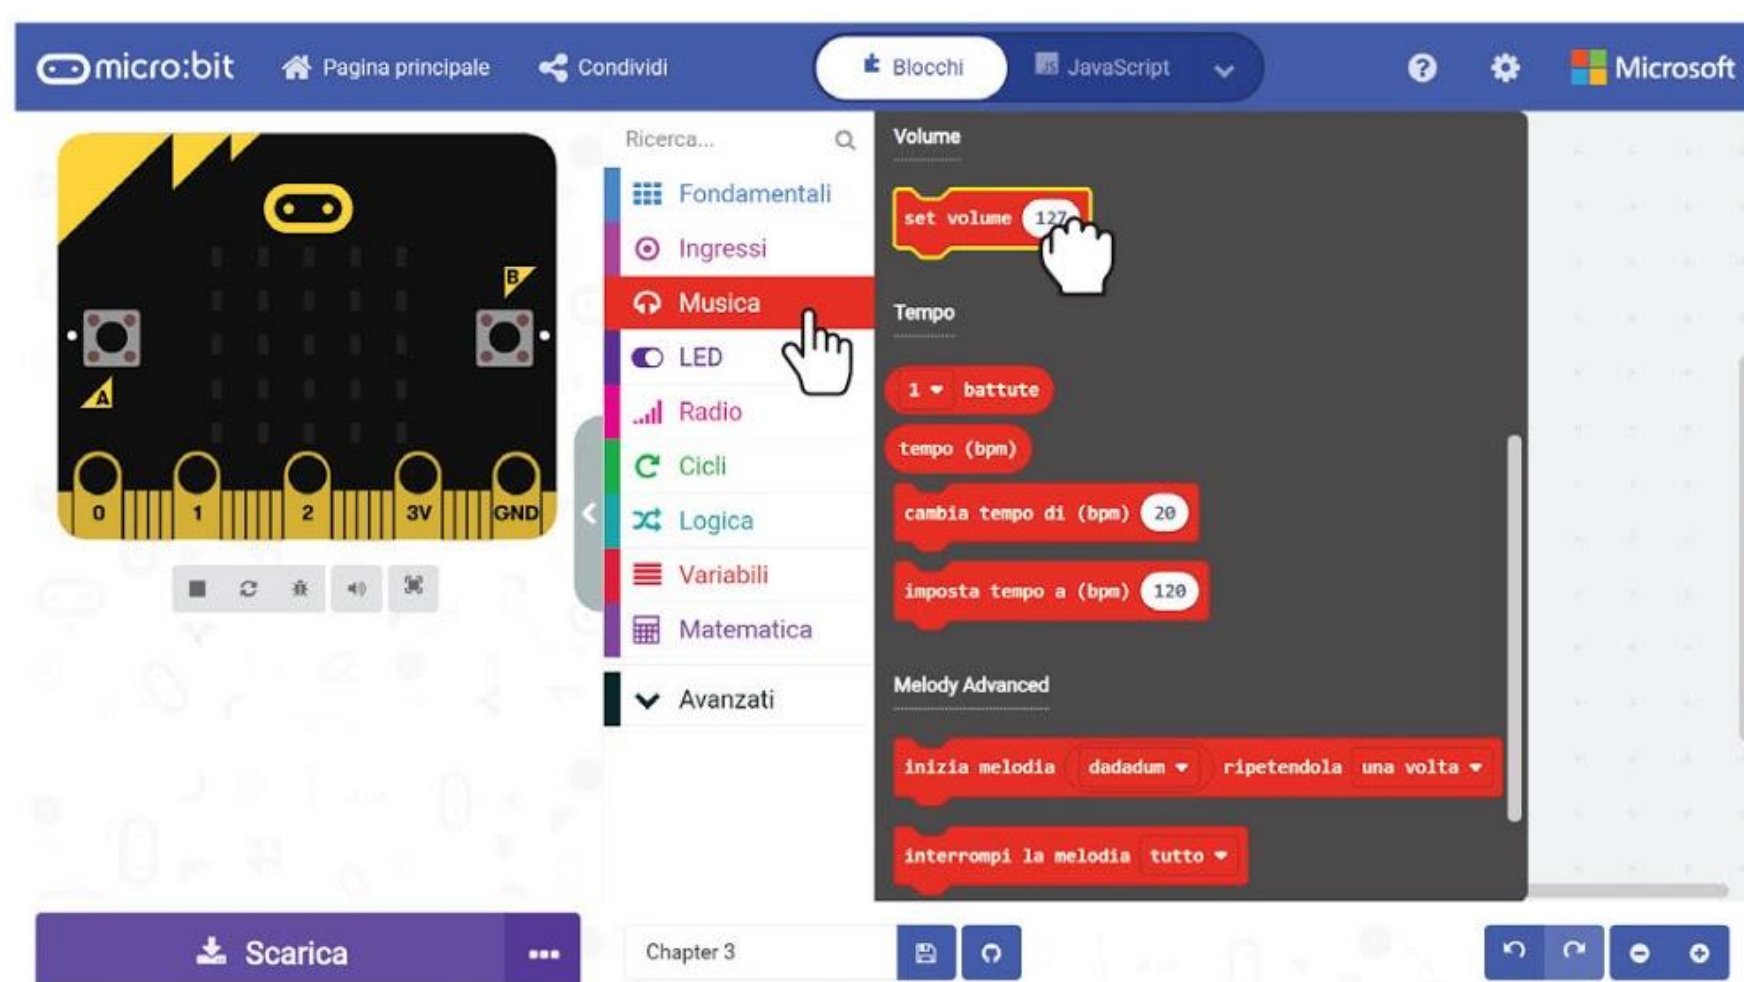 micro:bit Pagina principale Condividi Blocchi JavaScript Microsoft
B
A
0 1 2 3V GND
Ricerca...
Fondamentali
Ingressi
Musica
LED
Radio
Cicli
Logica
Variabili
Matematica
Avanzati
Volume
set volume 127
Tempo
1 battute
tempo (bpm)
cambia tempo di (bpm) 20
imposta tempo a (bpm) 120
Melody Advanced
inizia melodia dadadum ripetendola una volta
interrompi la melodia tutto
Scarica ...
Chapter 3